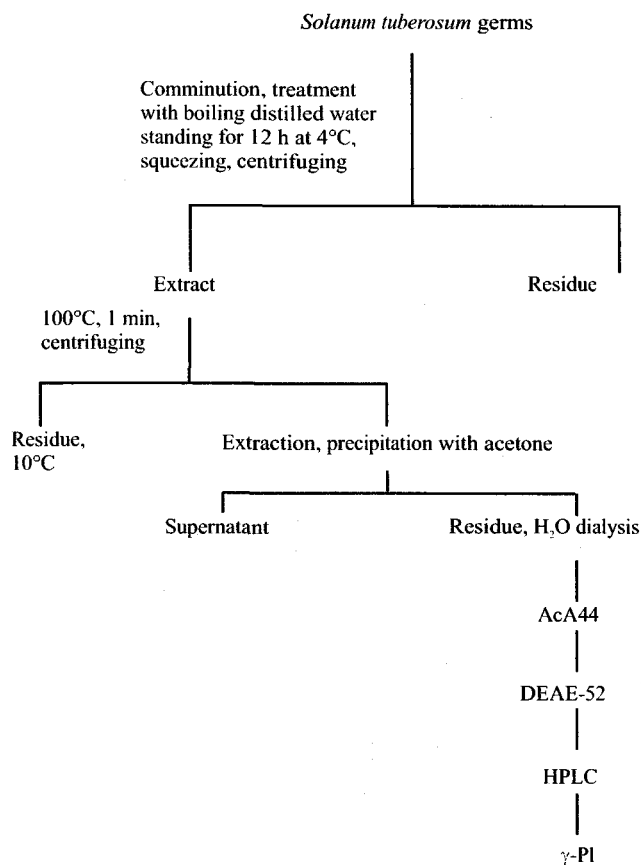 Solanum tuberosum germs
Comminution, treatment
with boiling distilled water
standing for 12 h at 4°C,
squeezing, centrifuging
Extract
Residue
100°C, 1 min,
centrifuging
Residue,
10°C
Extraction, precipitation with acetone
Supernatant
Residue, H₂O dialysis
AcA44
DEAE-52
HPLC
γ-PI